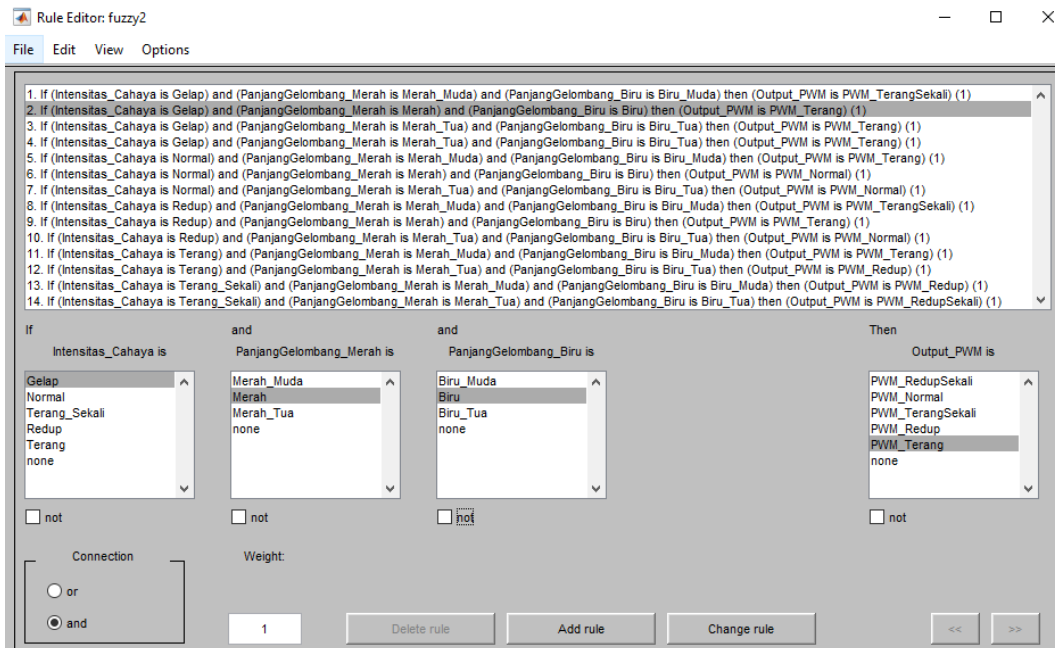 Rule Editor: fuzzy2
File Edit View Options
1. If (Intensitas_Cahaya is Gelap) and (PanjangGelombang_Merah is Merah_Muda) and (PanjangGelombang_Biru is Biru_Muda) then (Output_PWM is PWM_TerangSekali) (1)
2. If (Intensitas_Cahaya is Gelap) and (PanjangGelombang_Merah is Merah) and (PanjangGelombang_Biru is Biru) then (Output_PWM is PWM_Terang) (1)
3. If (Intensitas_Cahaya is Gelap) and (PanjangGelombang_Merah is Merah_Tua) and (PanjangGelombang_Biru is Biru_Tua) then (Output_PWM is PWM_Terang) (1)
4. If (Intensitas_Cahaya is Gelap) and (PanjangGelombang_Merah is Merah_Tua) and (PanjangGelombang_Biru is Biru_Tua) then (Output_PWM is PWM_Terang) (1)
5. If (Intensitas_Cahaya is Normal) and (PanjangGelombang_Merah is Merah_Muda) and (PanjangGelombang_Biru is Biru_Muda) then (Output_PWM is PWM_Terang) (1)
6. If (Intensitas_Cahaya is Normal) and (PanjangGelombang_Merah is Merah) and (PanjangGelombang_Biru is Biru) then (Output_PWM is PWM_Normal) (1)
7. If (Intensitas_Cahaya is Normal) and (PanjangGelombang_Merah is Merah_Tua) and (PanjangGelombang_Biru is Biru_Tua) then (Output_PWM is PWM_Normal) (1)
8. If (Intensitas_Cahaya is Redup) and (PanjangGelombang_Merah is Merah_Muda) and (PanjangGelombang_Biru is Biru_Muda) then (Output_PWM is PWM_TerangSekali) (1)
9. If (Intensitas_Cahaya is Redup) and (PanjangGelombang_Merah is Merah) and (PanjangGelombang_Biru is Biru) then (Output_PWM is PWM_Terang) (1)
10. If (Intensitas_Cahaya is Redup) and (PanjangGelombang_Merah is Merah_Tua) and (PanjangGelombang_Biru is Biru_Tua) then (Output_PWM is PWM_Normal) (1)
11. If (Intensitas_Cahaya is Terang) and (PanjangGelombang_Merah is Merah_Muda) and (PanjangGelombang_Biru is Biru_Muda) then (Output_PWM is PWM_Terang) (1)
12. If (Intensitas_Cahaya is Terang) and (PanjangGelombang_Merah is Merah_Tua) and (PanjangGelombang_Biru is Biru_Tua) then (Output_PWM is PWM_Redup) (1)
13. If (Intensitas_Cahaya is Terang_Sekali) and (PanjangGelombang_Merah is Merah_Muda) and (PanjangGelombang_Biru is Biru_Muda) then (Output_PWM is PWM_Redup) (1)
14. If (Intensitas_Cahaya is Terang_Sekali) and (PanjangGelombang_Merah is Merah_Tua) and (PanjangGelombang_Biru is Biru_Tua) then (Output_PWM is PWM_RedupSekali) (1)
If and and Then
Intensitas_Cahaya is PanjangGelombang_Merah is PanjangGelombang_Biru is Output_PWM is
Gelap Merah_Muda Biru_Muda PWM_RedupSekali
Normal Merah Biru PWM_Normal
Terang_Sekali Merah_Tua Biru_Tua PWM_TerangSekali
Redup none none PWM_Redup
Terang PWM_Terang
none none
not not not not
Connection Weight:
or
and 1 Delete rule Add rule Change rule << >>